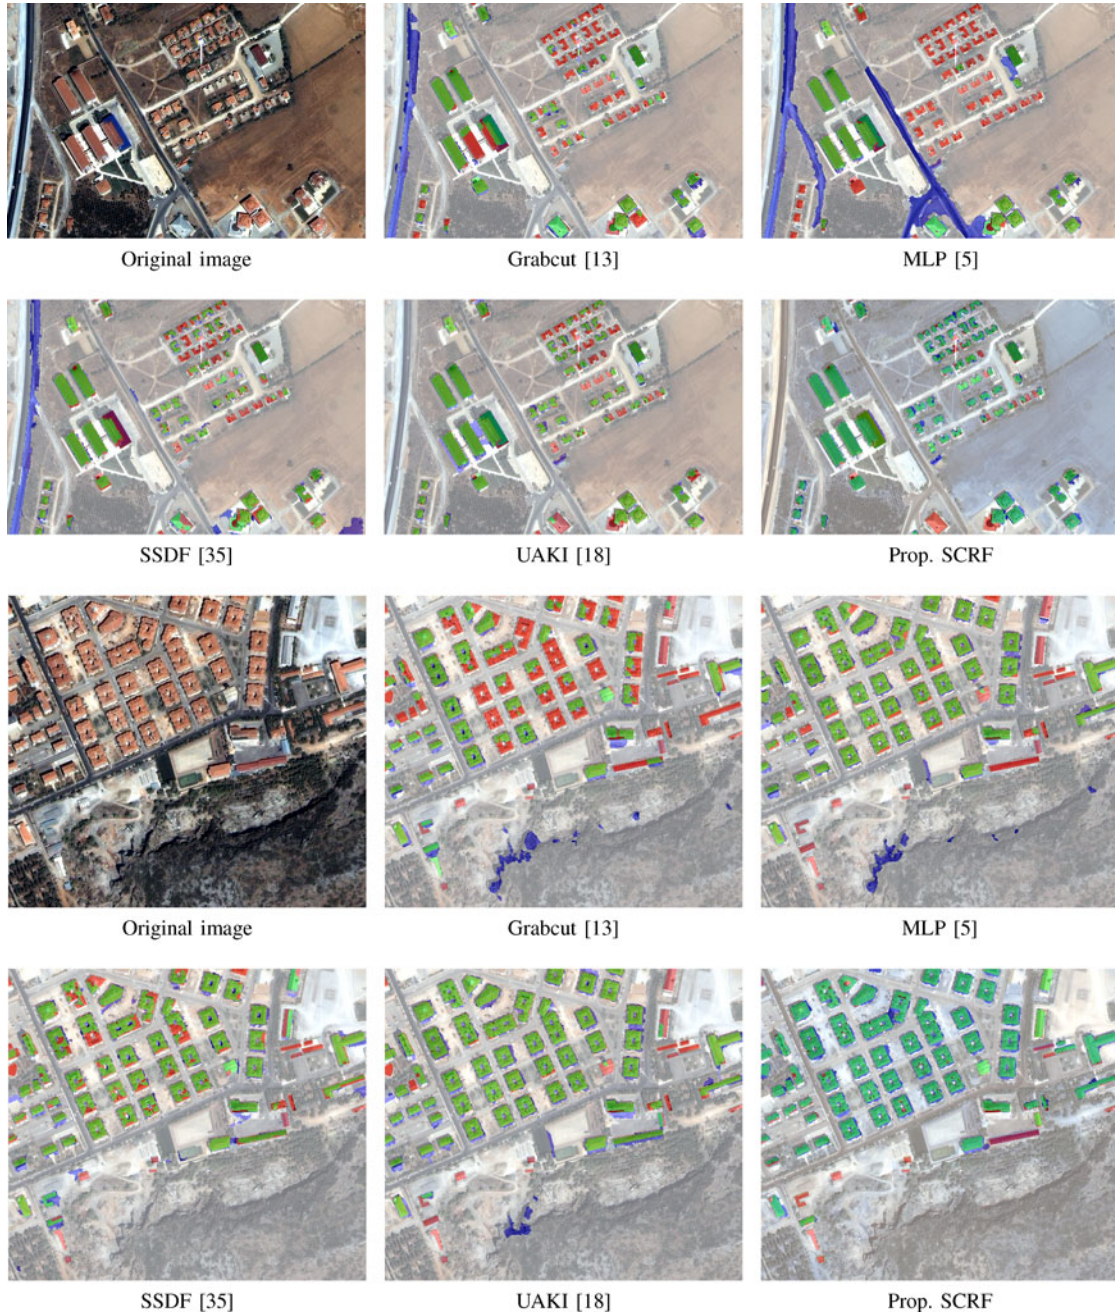 Original image
Grabcut [13]
MLP [5]
SSDF [35]
UAKI [18]
Prop. SCRF
Original image
Grabcut [13]
MLP [5]
SSDF [35]
UAKI [18]
Prop. SCRF